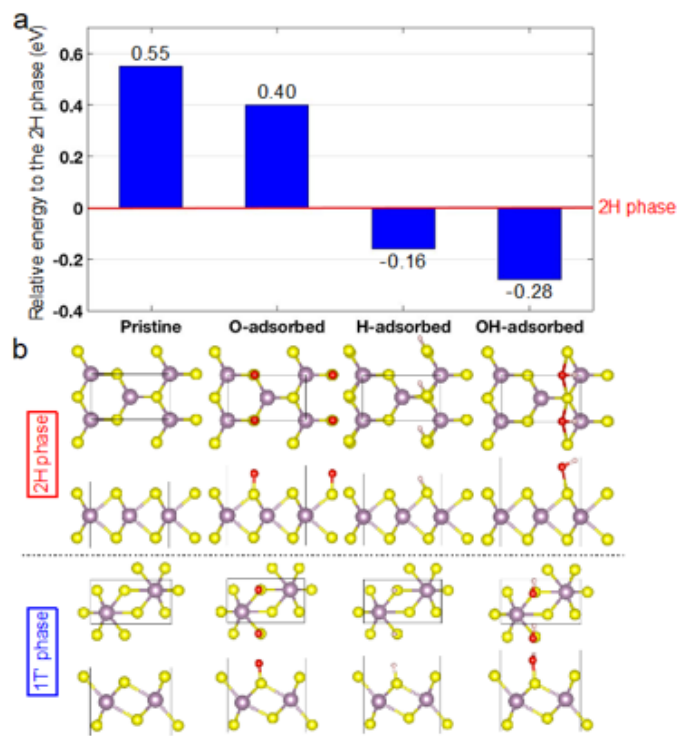 a
Relative energy to the 2H phase (eV)
0.6
0.4
0.2
0
-0.2
-0.4
0.55
0.40
-0.16
-0.28
2H phase
Pristine
O-adsorbed
H-adsorbed
OH-adsorbed
b
2H phase
1T' phase